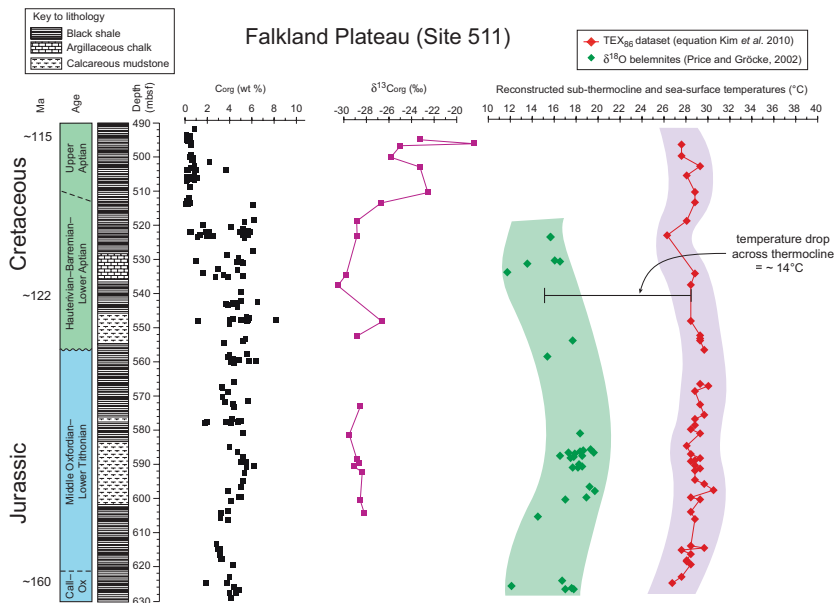 Key to lithology
Black shale
Argillaceous chalk
Calcareous mudstone
Falkland Plateau (Site 511)
TEX86 dataset (equation Kim et al. 2010)
δ18O belemnites (Price and Gröcke, 2002)
Ma
Age
Depth (mbsf)
Corg (wt %)
δ13Corg (‰)
Reconstructed sub-thermocline and sea-surface temperatures (°C)
0 2 4 6 8 10
-30 -28 -26 -24 -22 -20 -18
10 12 14 16 18 20 22 24 26 28 30 32 34 36 38 40
490
~115
500
510
520
530
540
~122
550
560
570
580
590
600
610
620
~160
630
Cretaceous
Jurassic
Upper
Aptian
Hauterivian–Barremian–
Lower Aptian
Middle Oxfordian–
Lower Tithonian
Call–
Ox
temperature drop
across thermocline
= ~ 14°C